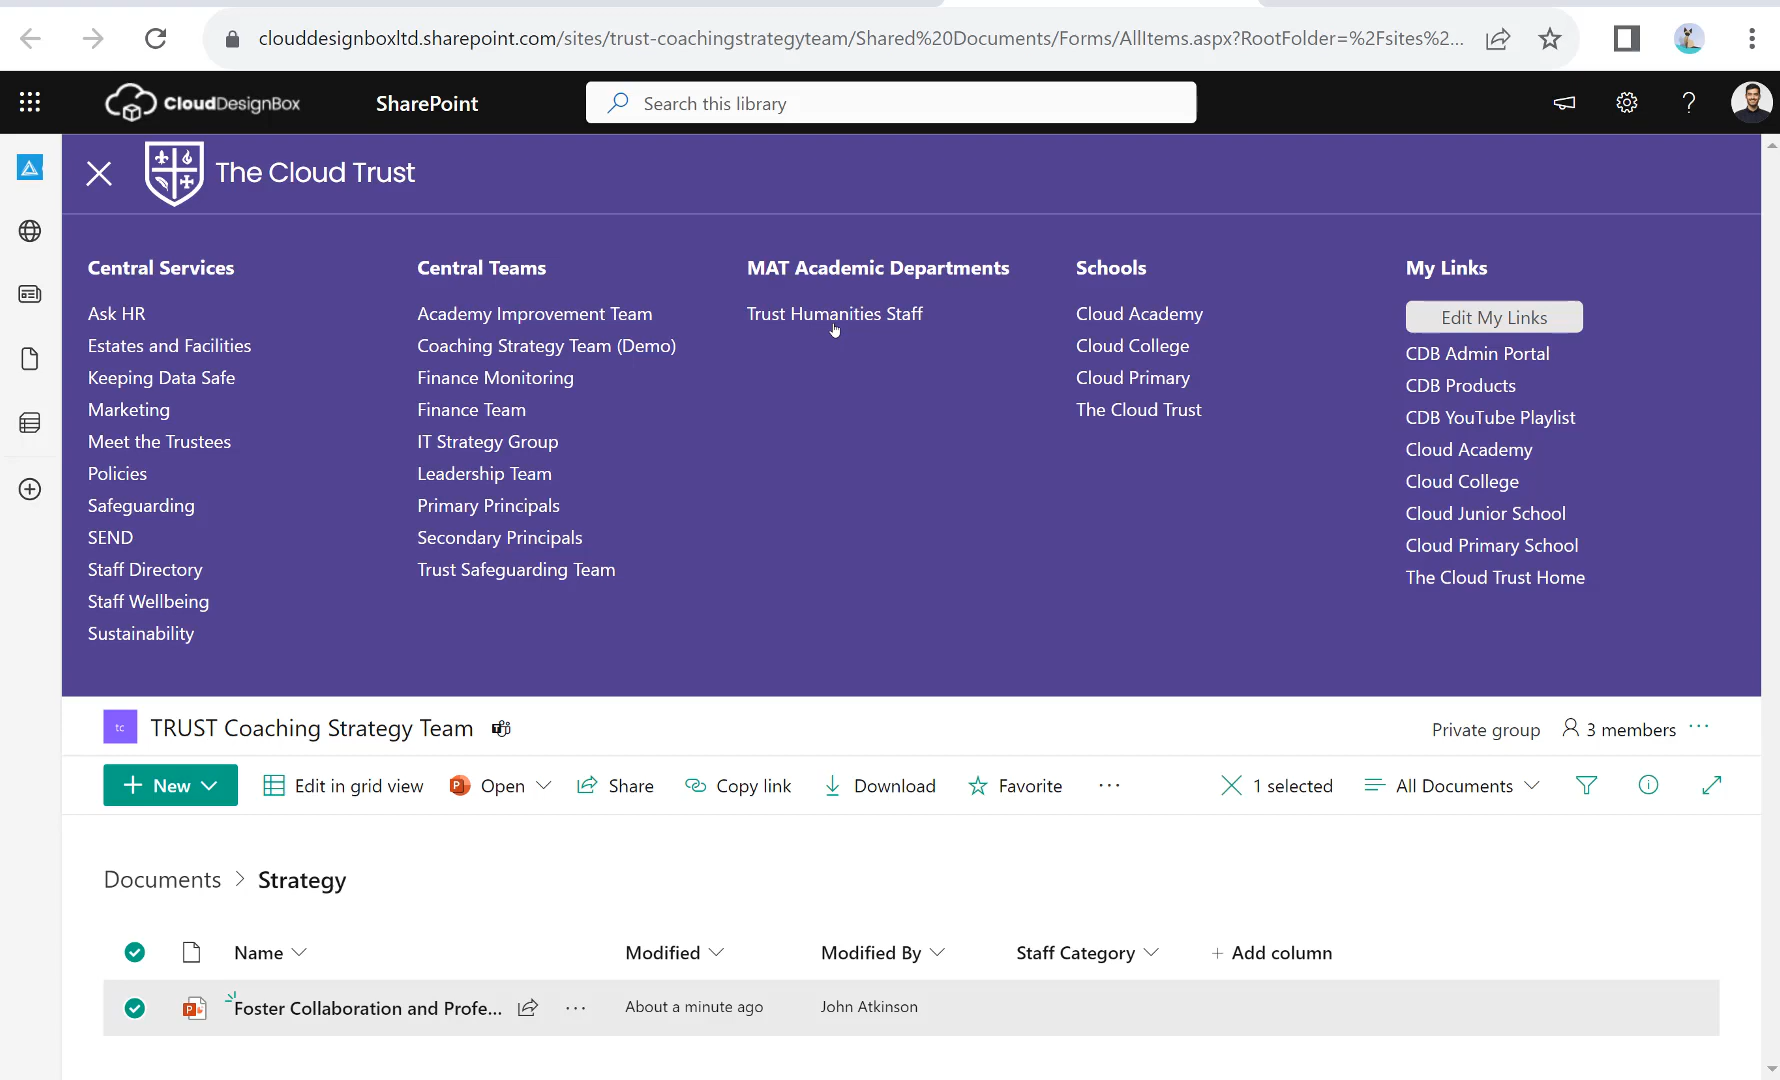 clouddesignboxltd.sharepoint.com/sites/trust-coachingstrategyteam/Shared%20Documents/Forms/AllItems.aspx?RootFolder=%2Fsites%2...
CloudDesignBox
SharePoint
Search this library
?
The Cloud Trust
Central Services
Ask HR
Estates and Facilities
Keeping Data Safe
Marketing
Meet the Trustees
Policies
Safeguarding
SEND
Staff Directory
Staff Wellbeing
Sustainability
Central Teams
Academy Improvement Team
Coaching Strategy Team (Demo)
Finance Monitoring
Finance Team
IT Strategy Group
Leadership Team
Primary Principals
Secondary Principals
Trust Safeguarding Team
MAT Academic Departments
Trust Humanities Staff
Schools
Cloud Academy
Cloud College
Cloud Primary
The Cloud Trust
My Links
Edit My Links
CDB Admin Portal
CDB Products
CDB YouTube Playlist
Cloud Academy
Cloud College
Cloud Junior School
Cloud Primary School
The Cloud Trust Home
tc TRUST Coaching Strategy Team
Private group 3 members ...
New Edit in grid view Open Share Copy link Download Favorite ... 1 selected All Documents
Documents > Strategy
Name Modified Modified By Staff Category + Add column
Foster Collaboration and Profe... ... About a minute ago John Atkinson